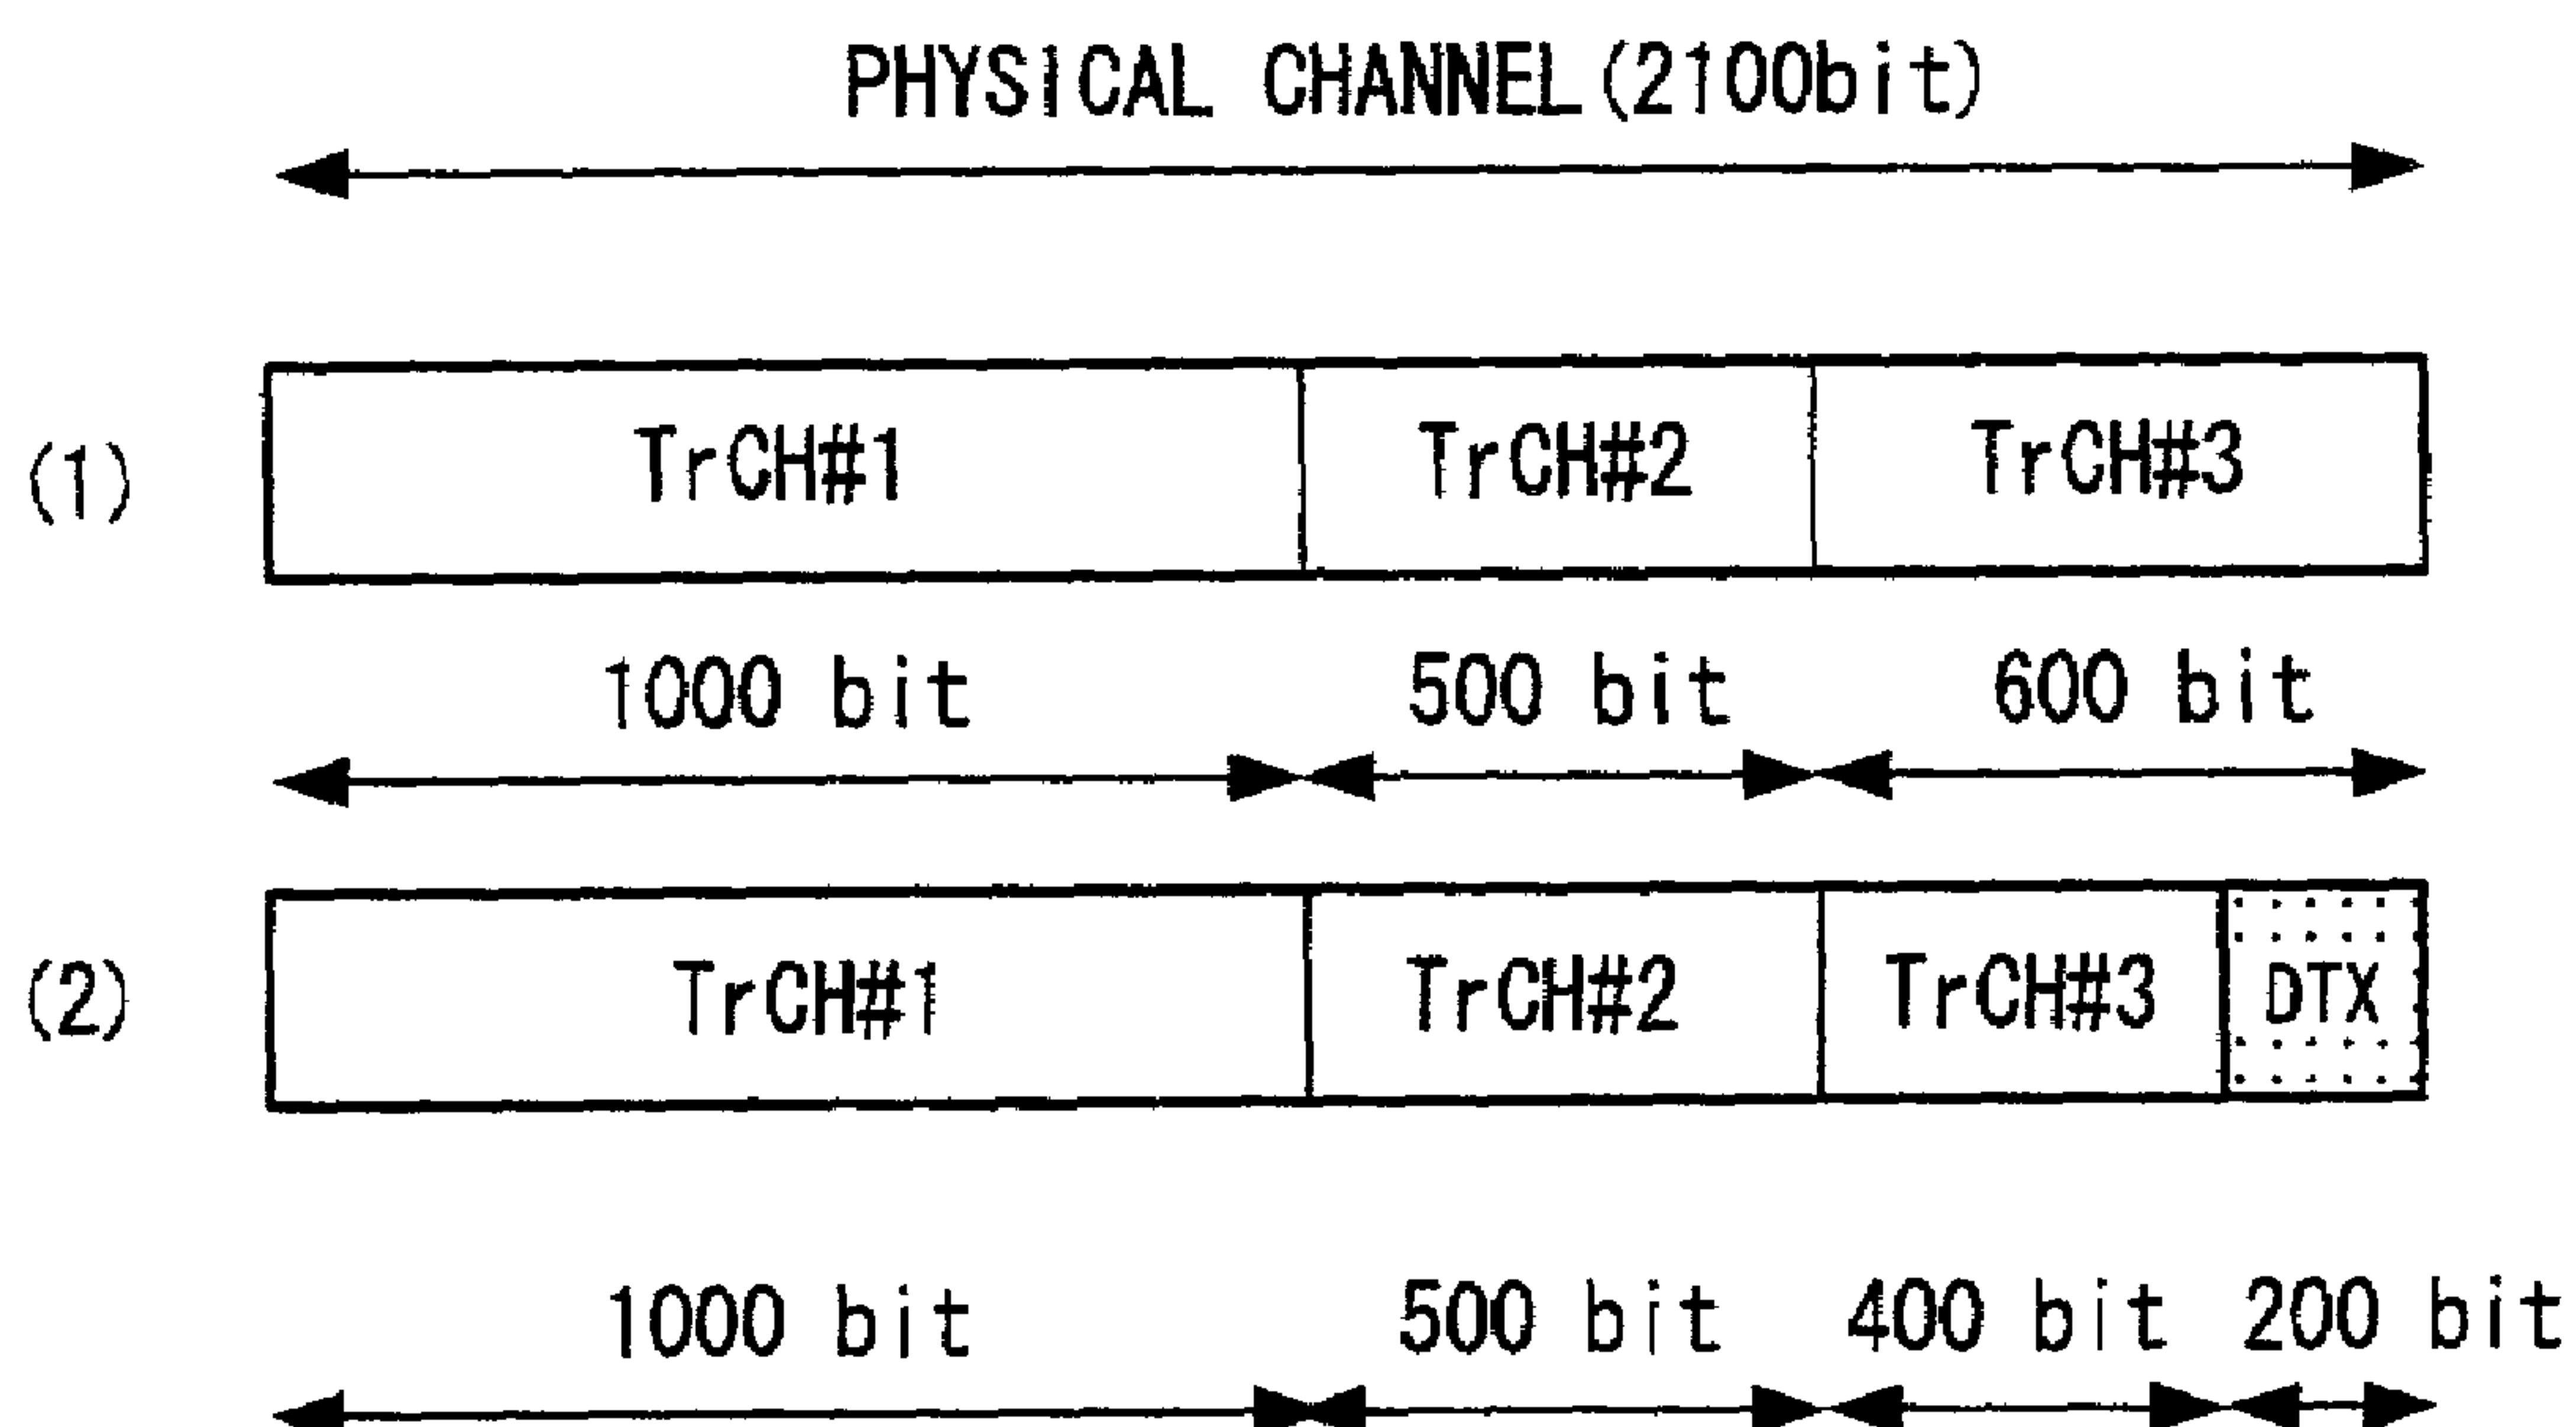 PHYSICAL CHANNEL(2100bit)
(1) TrCH#1 TrCH#2 TrCH#3
1000 bit 500 bit 600 bit
(2) TrCH#1 TrCH#2 TrCH#3 DTX
1000 bit 500 bit 400 bit 200 bit